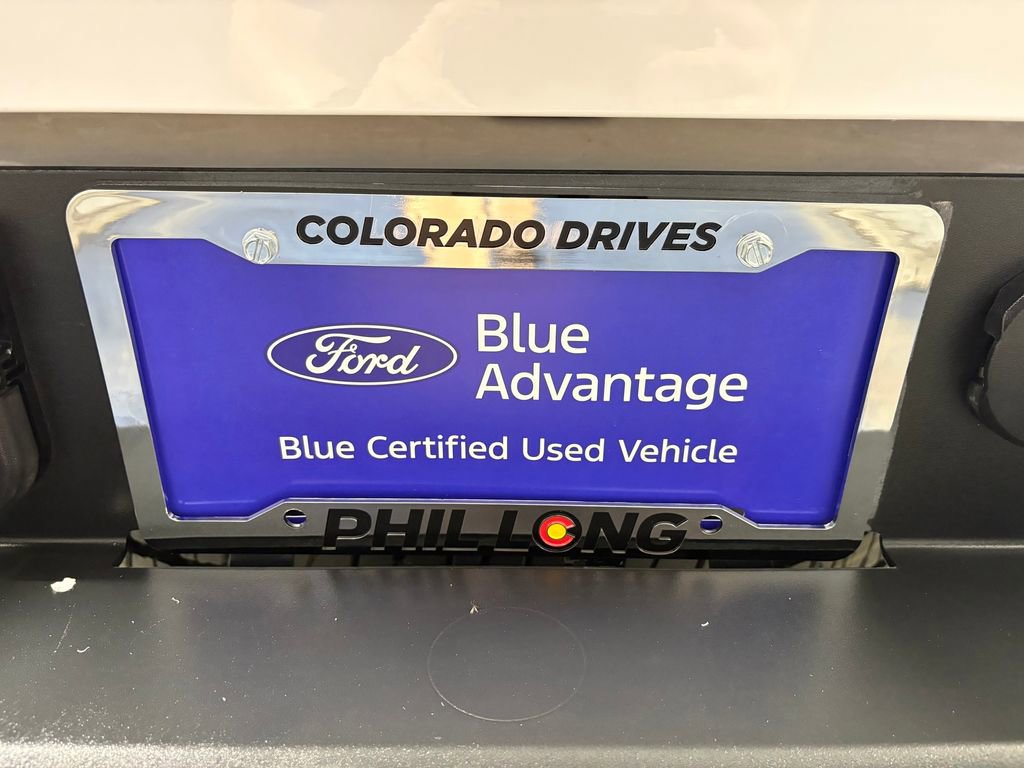 COLORADO DRIVES
Ford
Blue
Advantage
Blue Certified Used Vehicle
PHIL LONG